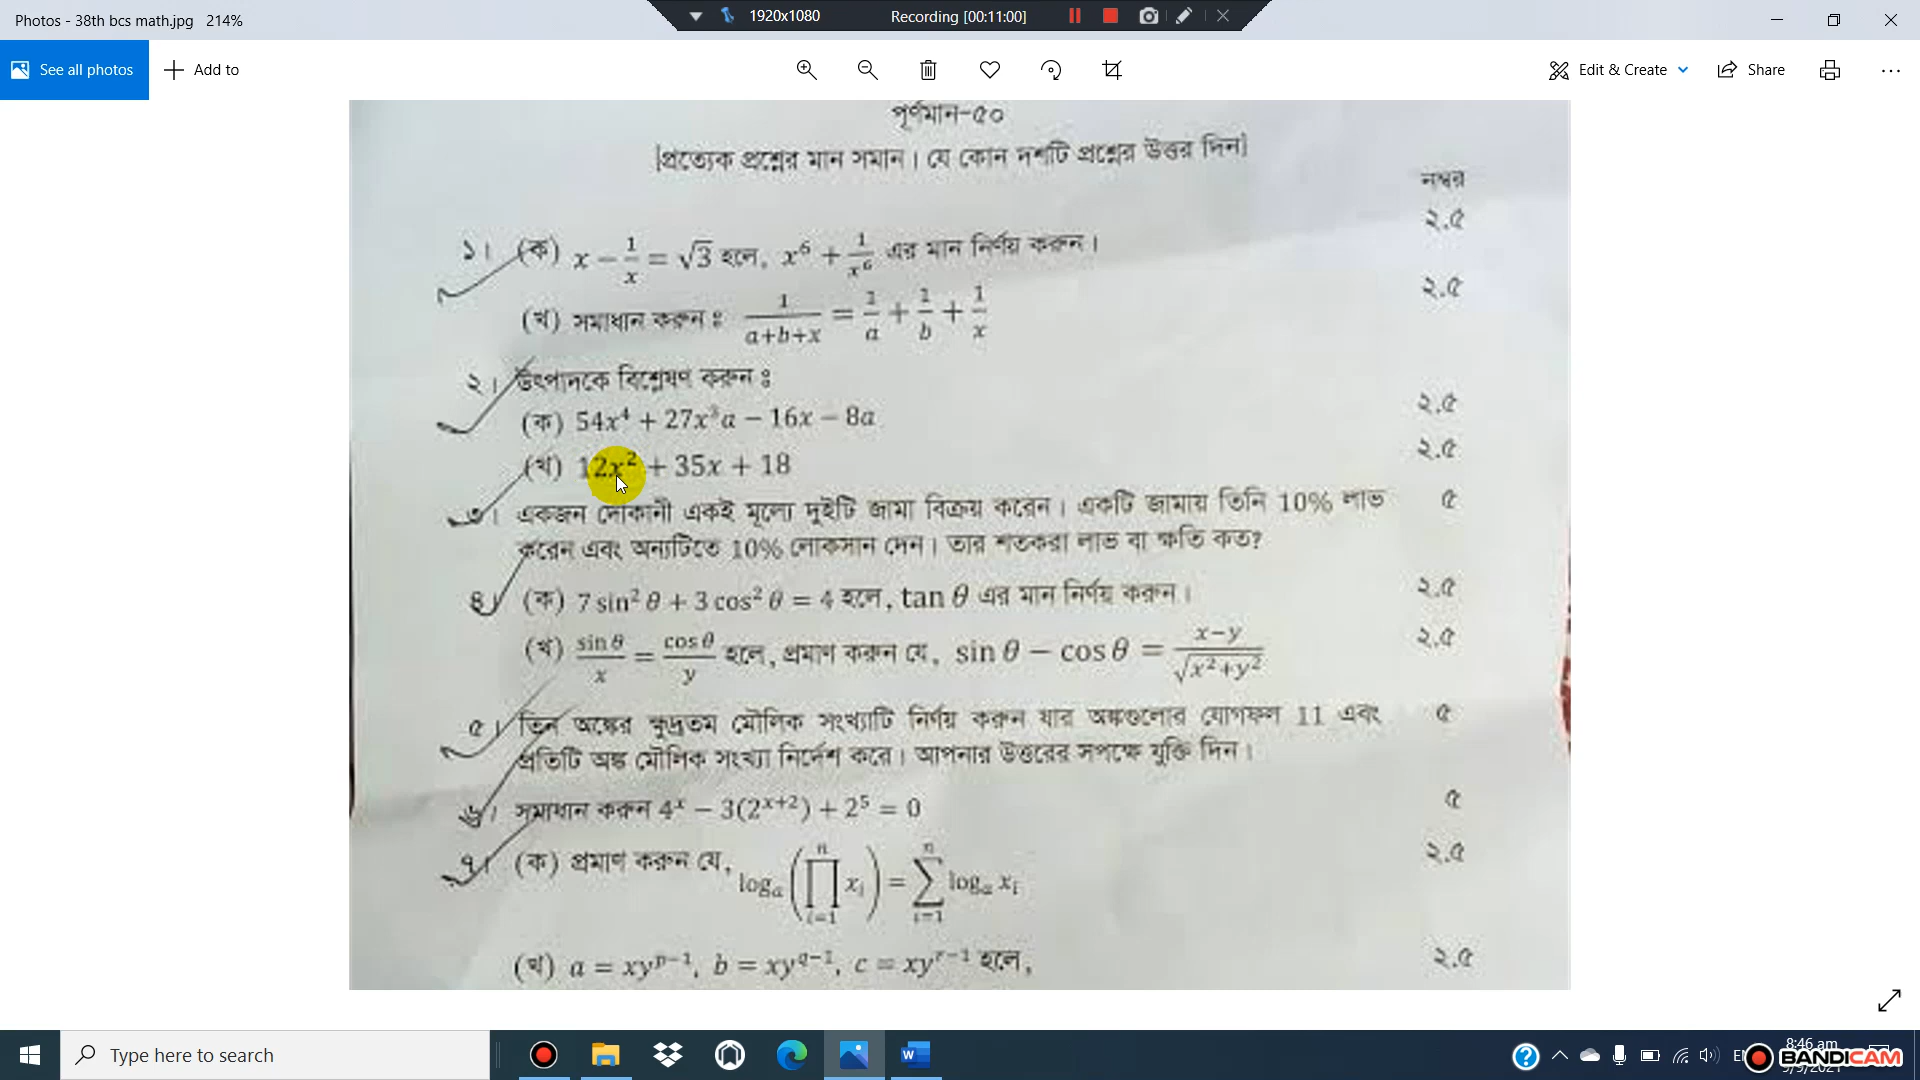 Photos - 38th bcs math.jpg 214%
1920x1080 Recording [00:11:00]
See all photos Add to Edit & Create Share
পূর্ণমান-৫০
[প্রত্যেক প্রশ্নের মান সমান। যে কোন দশটি প্রশ্নের উত্তর দিন]
নম্বর
১। (ক) x − 1/x = √3 হলে, x⁶ + 1/x⁶ এর মান নির্ণয় করুন। ২.৫
(খ) সমাধান করুন ঃ 1/(a+b+x) = 1/a + 1/b + 1/x ২.৫
২। উৎপাদকে বিশ্লেষণ করুন ঃ
(ক) 54x⁴ + 27x³a − 16x − 8a ২.৫
(খ) 12x² + 35x + 18 ২.৫
৩। একজন দোকানী একই মূল্যে দুইটি জামা বিক্রয় করেন। একটি জামায় তিনি 10% লাভ ৫
করেন এবং অন্যটিতে 10% লোকসান দেন। তার শতকরা লাভ বা ক্ষতি কত?
৪। (ক) 7 sin² θ + 3 cos² θ = 4 হলে, tan θ এর মান নির্ণয় করুন। ২.৫
(খ) sin θ/x = cos θ/y হলে, প্রমাণ করুন যে, sin θ − cos θ = (x−y)/√(x²+y²) ২.৫
৫। তিন অঙ্কের ক্ষুদ্রতম মৌলিক সংখ্যাটি নির্ণয় করুন যার অঙ্কগুলোর যোগফল 11 এবং ৫
প্রতিটি অঙ্ক মৌলিক সংখ্যা নির্দেশ করে। আপনার উত্তরের সপক্ষে যুক্তি দিন।
৬। সমাধান করুন 4ˣ − 3(2ˣ⁺²) + 2⁵ = 0 ৫
৭। (ক) প্রমাণ করুন যে, logₐ(∏ᵢ₌₁ⁿ xᵢ) = ∑ᵢ₌₁ⁿ logₐ xᵢ ২.৫
(খ) a = xy^(p−1), b = xy^(q−1), c = xy^(r−1) হলে, ২.৫
Type here to search
8:46 am
BANDICAM